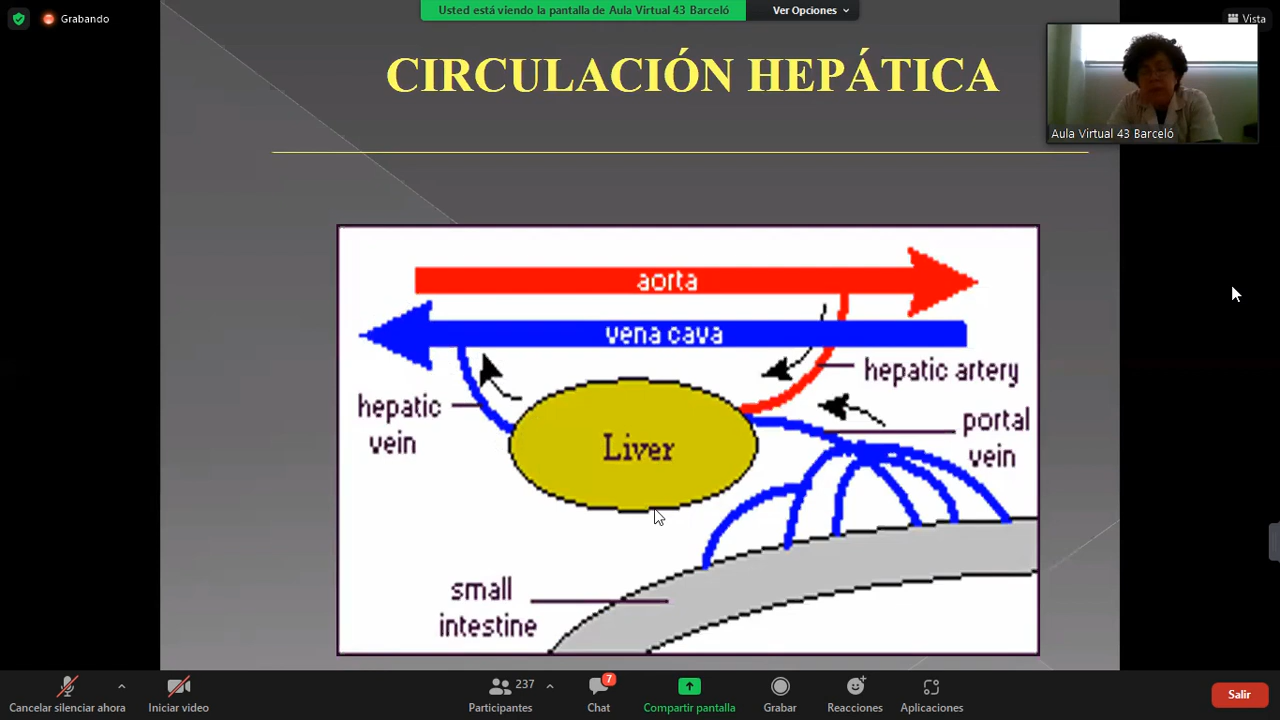 Grabando
Usted está viendo la pantalla de Aula Virtual 43 Barceló
Ver Opciones
Vista
CIRCULACIÓN HEPÁTICA
Aula Virtual 43 Barceló
aorta
vena cava
hepatic artery
hepatic
vein
portal
vein
Liver
small
intestine
Cancelar silenciar ahora
Iniciar video
237
Participantes
7
Chat
Compartir pantalla
Grabar
Reacciones
Aplicaciones
Salir